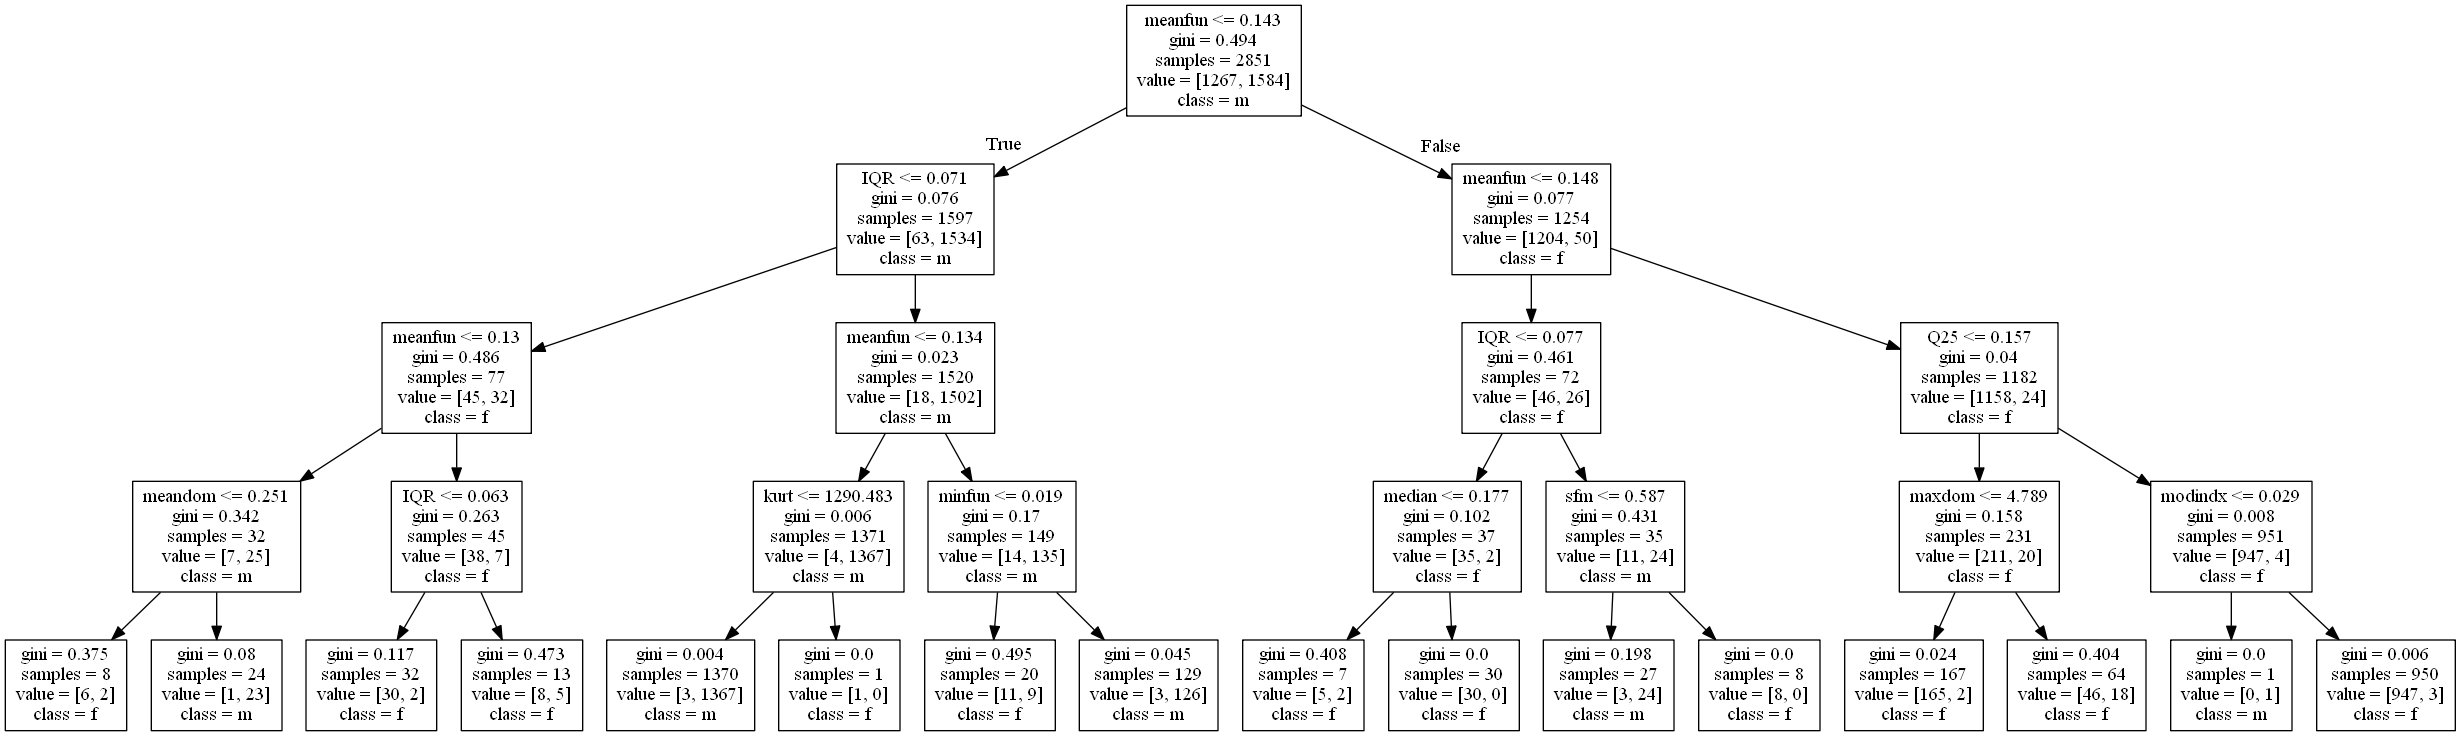 meanfun <= 0.143
gini = 0.494
samples = 2851
value = [1267, 1584]
class = m
True
False
IQR <= 0.071
gini = 0.076
samples = 1597
value = [63, 1534]
class = m
meanfun <= 0.148
gini = 0.077
samples = 1254
value = [1204, 50]
class = f
meanfun <= 0.13
gini = 0.486
samples = 77
value = [45, 32]
class = f
meanfun <= 0.134
gini = 0.023
samples = 1520
value = [18, 1502]
class = m
IQR <= 0.077
gini = 0.461
samples = 72
value = [46, 26]
class = f
Q25 <= 0.157
gini = 0.04
samples = 1182
value = [1158, 24]
class = f
meandom <= 0.251
gini = 0.342
samples = 32
value = [7, 25]
class = m
IQR <= 0.063
gini = 0.263
samples = 45
value = [38, 7]
class = f
kurt <= 1290.483
gini = 0.006
samples = 1371
value = [4, 1367]
class = m
minfun <= 0.019
gini = 0.17
samples = 149
value = [14, 135]
class = m
median <= 0.177
gini = 0.102
samples = 37
value = [35, 2]
class = f
sfm <= 0.587
gini = 0.431
samples = 35
value = [11, 24]
class = m
maxdom <= 4.789
gini = 0.158
samples = 231
value = [211, 20]
class = f
modindx <= 0.029
gini = 0.008
samples = 951
value = [947, 4]
class = f
gini = 0.375
samples = 8
value = [6, 2]
class = f
gini = 0.08
samples = 24
value = [1, 23]
class = m
gini = 0.117
samples = 32
value = [30, 2]
class = f
gini = 0.473
samples = 13
value = [8, 5]
class = f
gini = 0.004
samples = 1370
value = [3, 1367]
class = m
gini = 0.0
samples = 1
value = [1, 0]
class = f
gini = 0.495
samples = 20
value = [11, 9]
class = f
gini = 0.045
samples = 129
value = [3, 126]
class = m
gini = 0.408
samples = 7
value = [5, 2]
class = f
gini = 0.0
samples = 30
value = [30, 0]
class = f
gini = 0.198
samples = 27
value = [3, 24]
class = m
gini = 0.0
samples = 8
value = [8, 0]
class = f
gini = 0.024
samples = 167
value = [165, 2]
class = f
gini = 0.404
samples = 64
value = [46, 18]
class = f
gini = 0.0
samples = 1
value = [0, 1]
class = m
gini = 0.006
samples = 950
value = [947, 3]
class = f